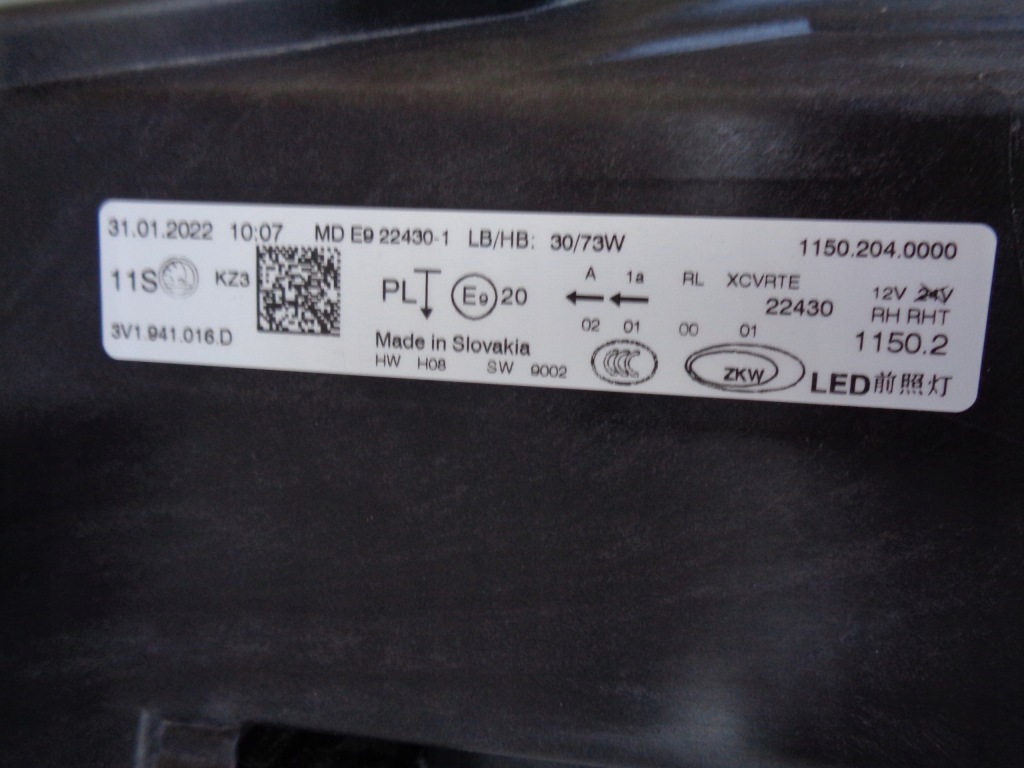 31.01.2022 10:07 MD E9 22430-1 LB/HB: 30/73W 1150.204.0000
11S KZ3 PL E9 20 A 1a RL XCVRTE 12V 24V
22430 RH RHT
02 01 00 01
3V1.941.016.D Made in Slovakia 1150.2
HW H08 SW 9002 CCC ZKW LED前照灯